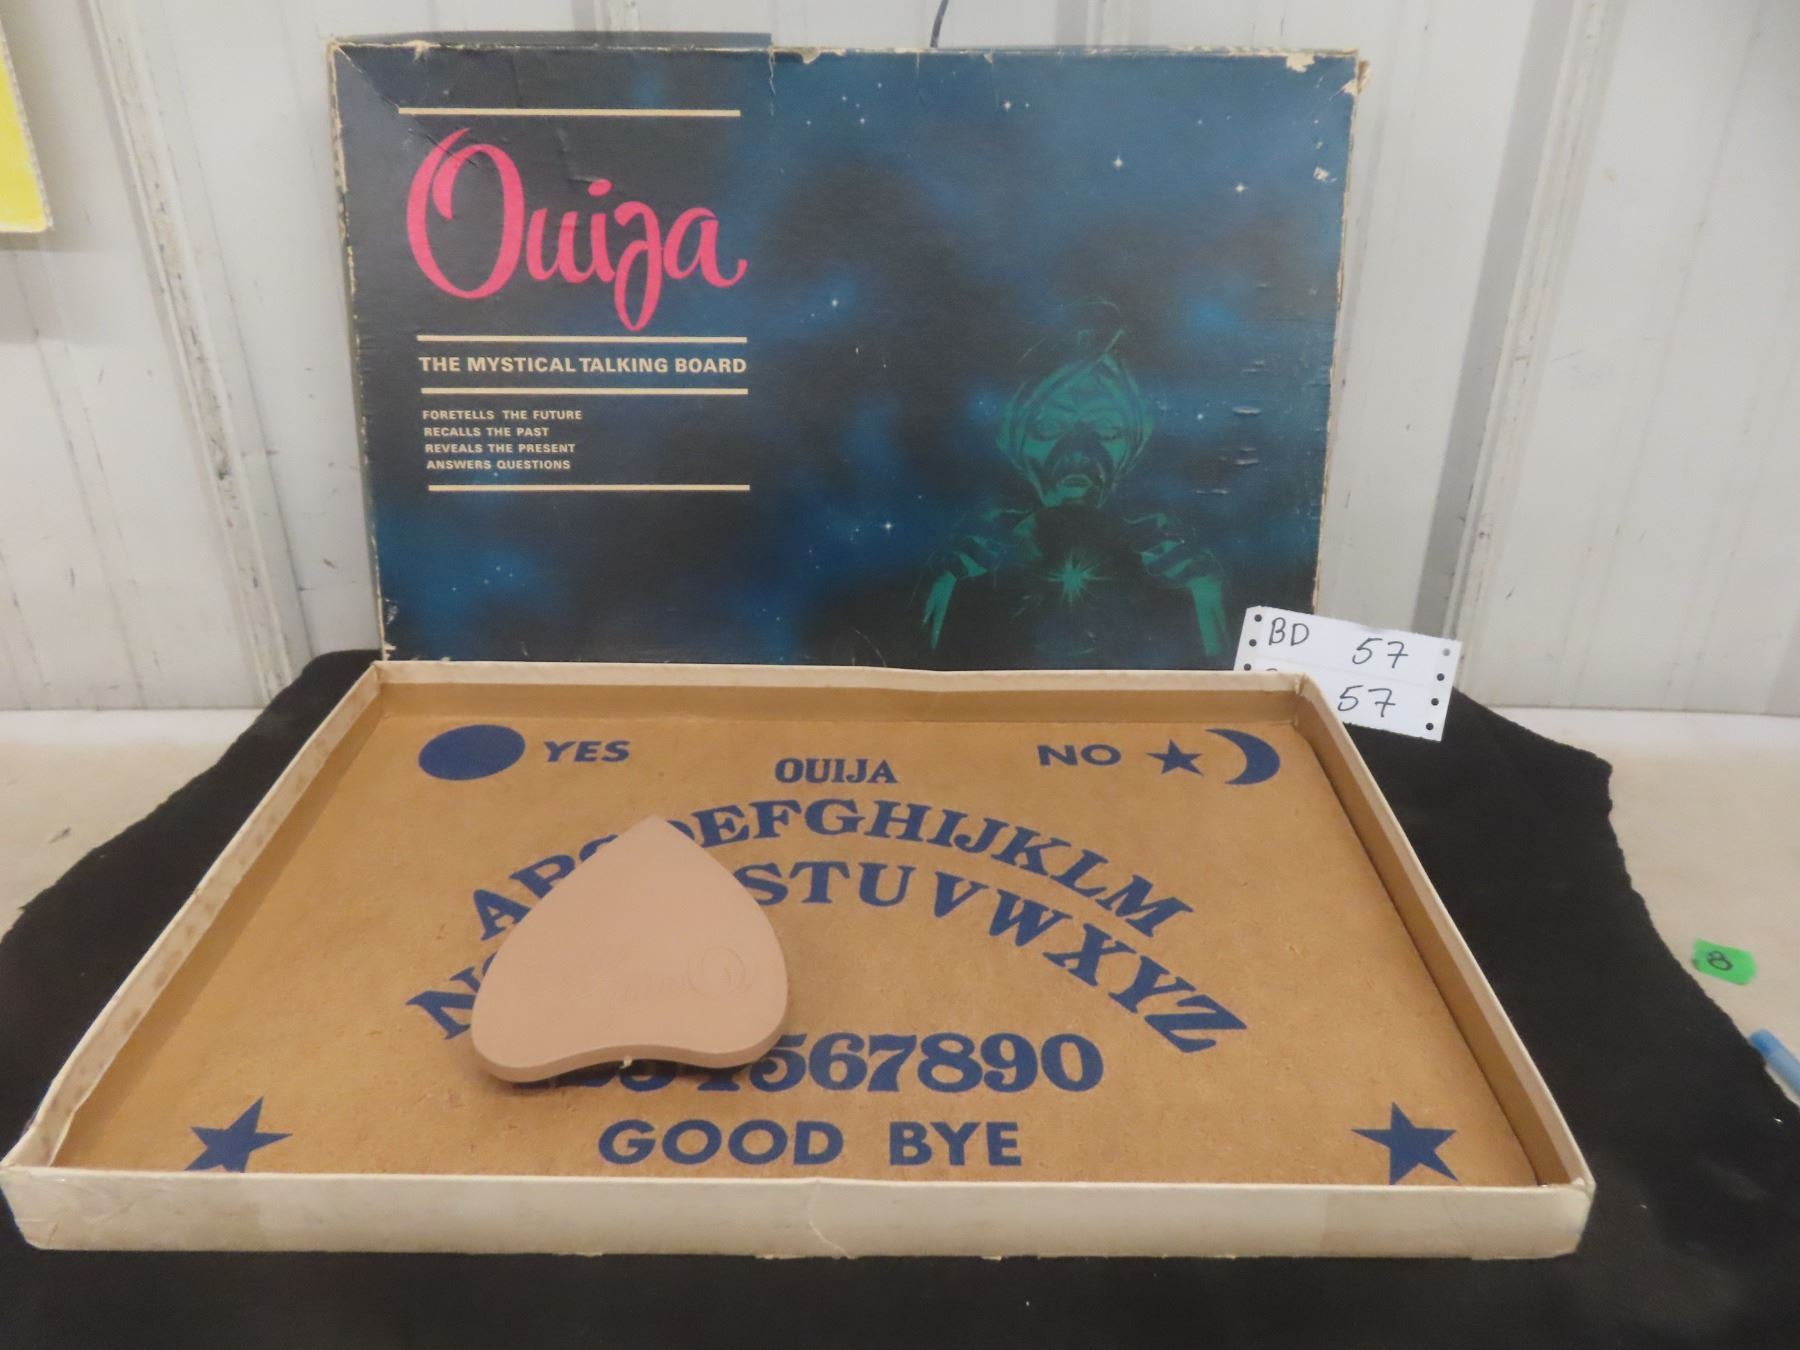 Ouija
THE MYSTICAL TALKING BOARD
FORETELLS THE FUTURE
RECALLS THE PAST
REVEALS THE PRESENT
ANSWERS QUESTIONS
BD 57
57
YES
NO
OUIJA
ABCDEFGHIJKLM
STUVWXYZ
567890
GOOD BYE
8